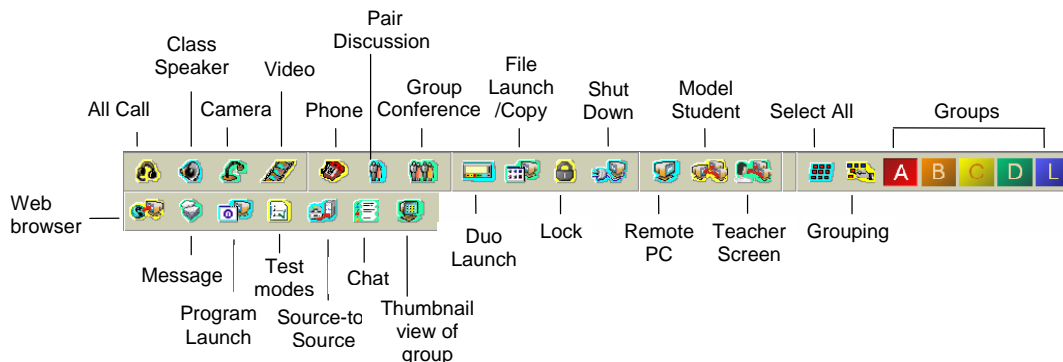 Pair
Discussion
Class
Speaker
Video
File
Launch
/Copy
Group
Conference
Shut
Down
Model
Student
All Call
Camera
Phone
Select All
Groups
A B C D L
Web
browser
Message
Program
Launch
Test
modes
Source-to
Source
Chat
Thumbnail
view of
group
Duo
Launch
Lock
Remote
PC
Teacher
Screen
Grouping